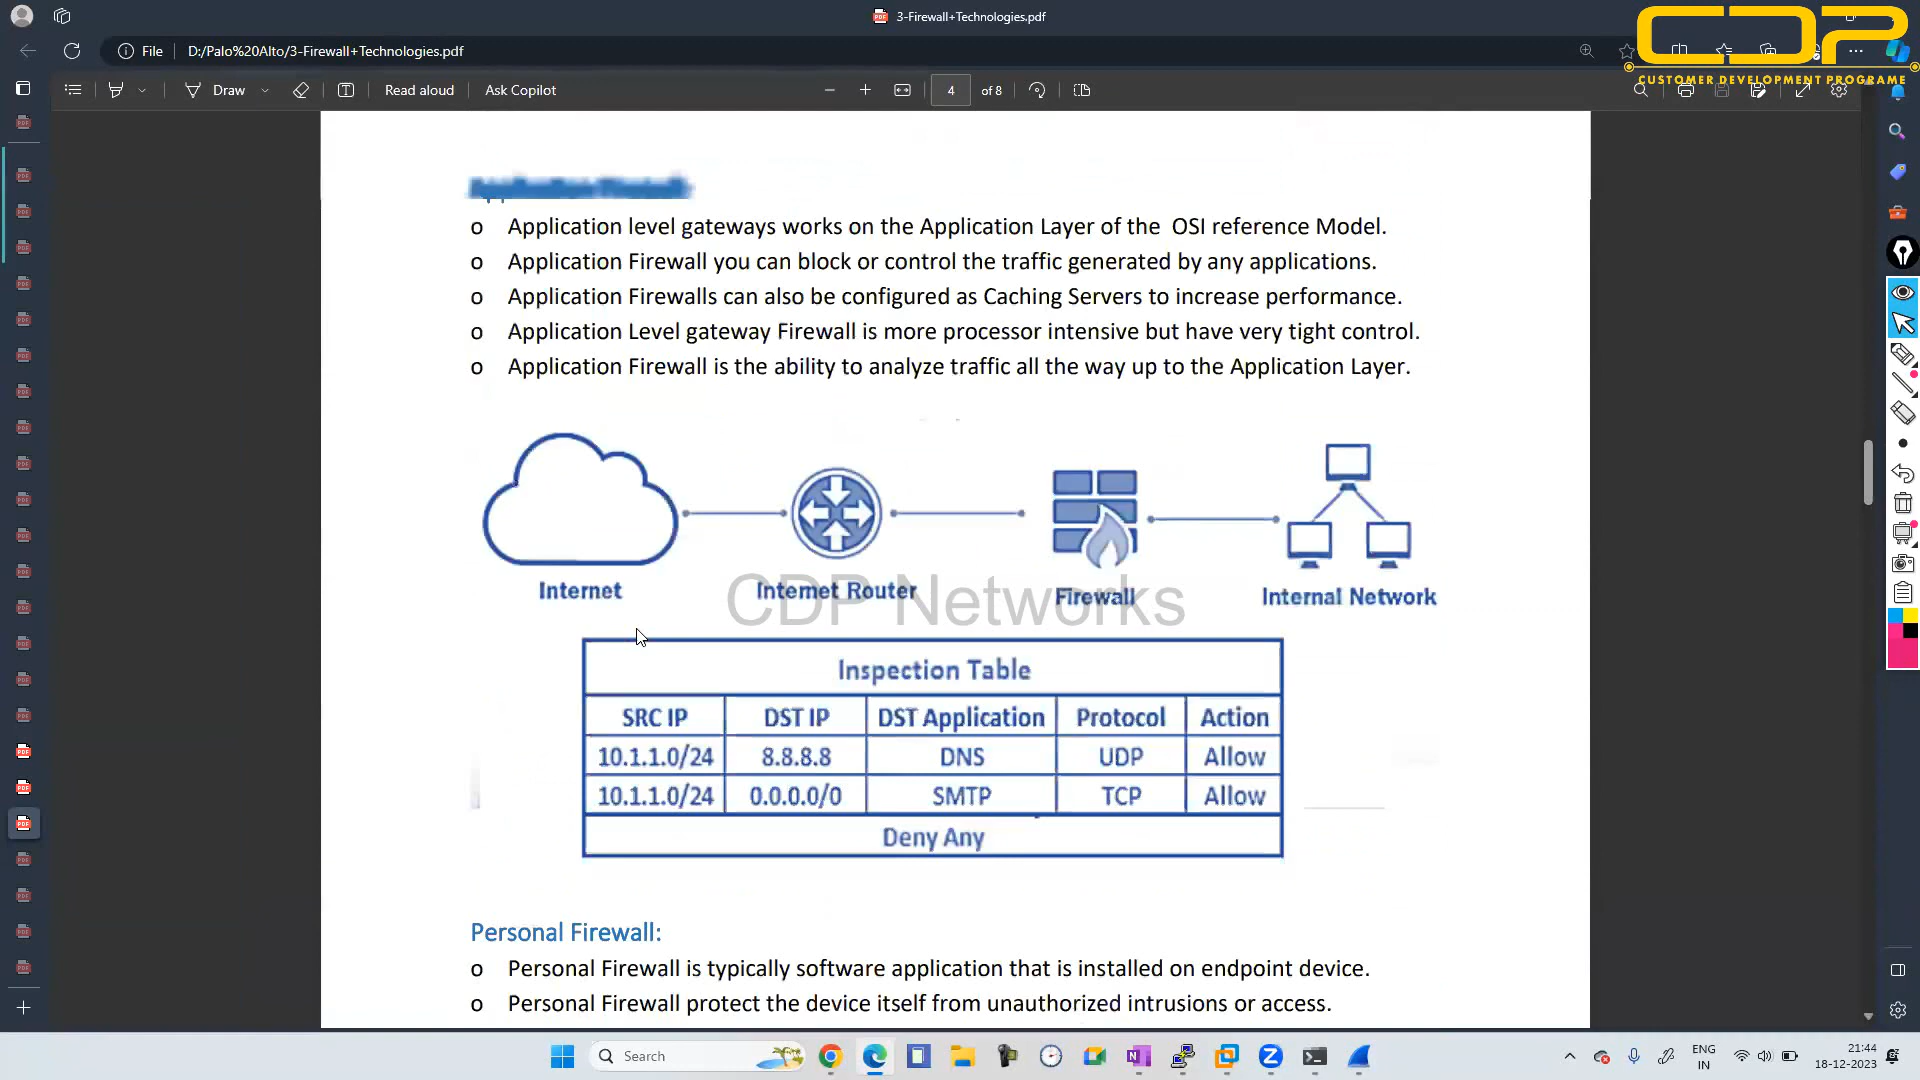 3-Firewall+Technologies.pdf
File D:/Palo%20Alto/3-Firewall+Technologies.pdf
CDP
CUSTOMER DEVELOPMENT PROGRAME
Draw Read aloud Ask Copilot 4 of 8
Application Firewall:
o Application level gateways works on the Application Layer of the OSI reference Model.
o Application Firewall you can block or control the traffic generated by any applications.
o Application Firewalls can also be configured as Caching Servers to increase performance.
o Application Level gateway Firewall is more processor intensive but have very tight control.
o Application Firewall is the ability to analyze traffic all the way up to the Application Layer.
Internet Internet Router Firewall Internal Network
CDP Networks
Inspection Table
SRC IP DST IP DST Application Protocol Action
10.1.1.0/24 8.8.8.8 DNS UDP Allow
10.1.1.0/24 0.0.0.0/0 SMTP TCP Allow
Deny Any
Personal Firewall:
o Personal Firewall is typically software application that is installed on endpoint device.
o Personal Firewall protect the device itself from unauthorized intrusions or access.
Search
ENG
IN
21:44
18-12-2023